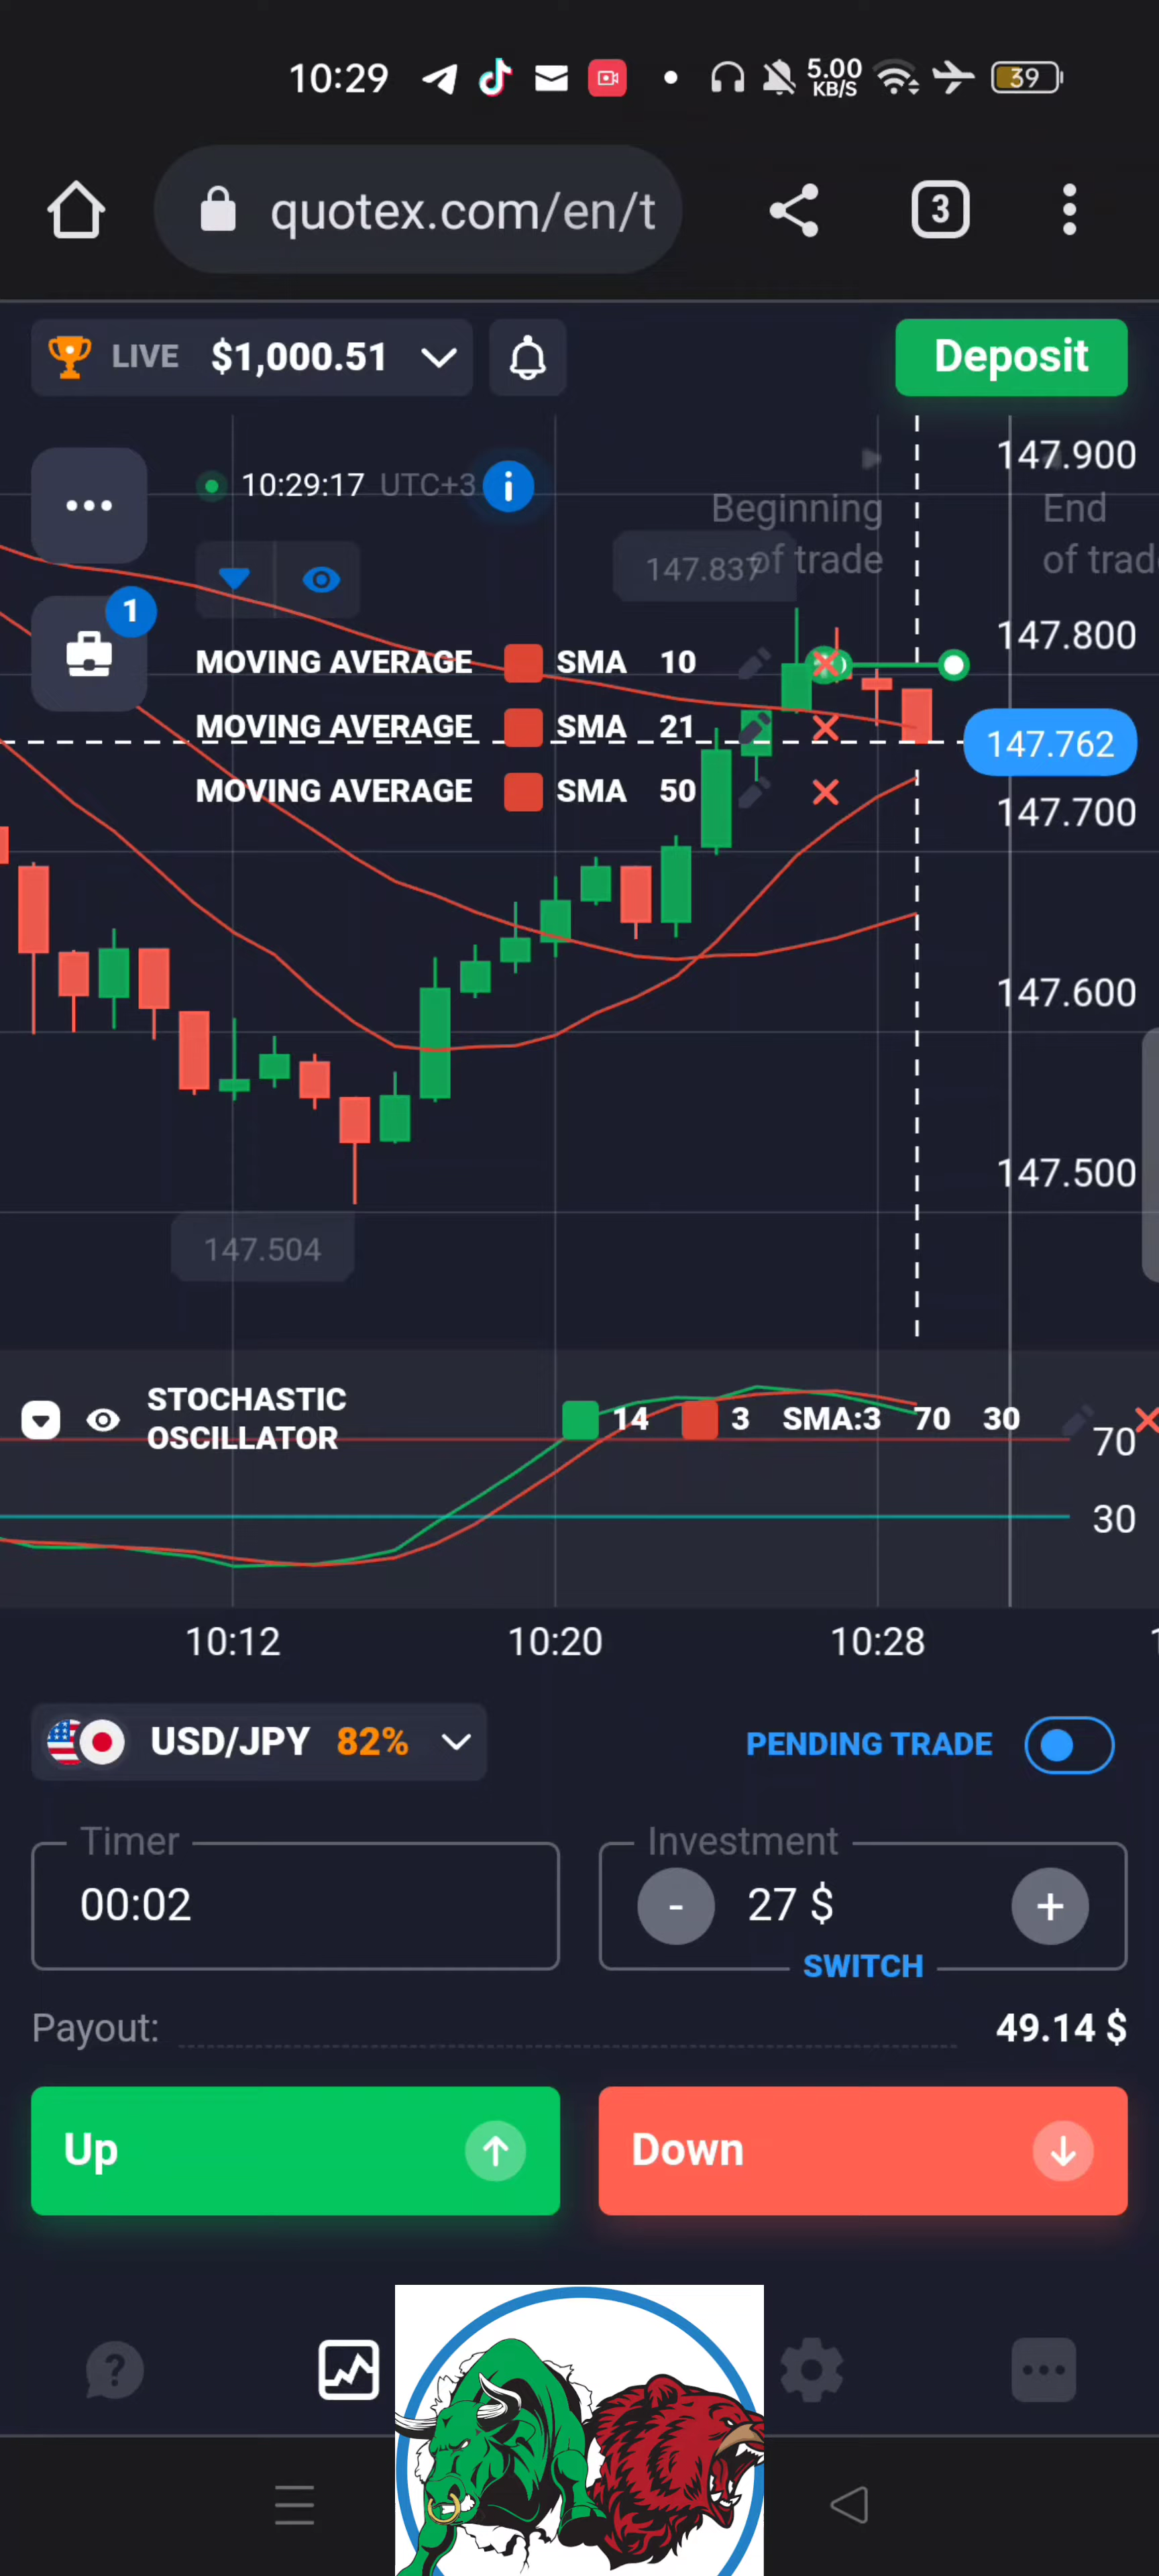 10:29
5.00
KB/S
39
quotex.com/en/t
3
LIVE $1,000.51
Deposit
147.900
10:29:17 UTC+3
i
Beginning
of trade
End
of trad
147.837
1
147.800
MOVING AVERAGE SMA 10
MOVING AVERAGE SMA 21
147.762
MOVING AVERAGE SMA 50
147.700
147.600
147.500
147.504
STOCHASTIC
OSCILLATOR
14 3 SMA:3 70 30
70
30
10:12 10:20 10:28 1
USD/JPY 82%
PENDING TRADE
Timer
00:02
Investment
- 27 $ +
SWITCH
Payout: 49.14 $
Up
Down
?